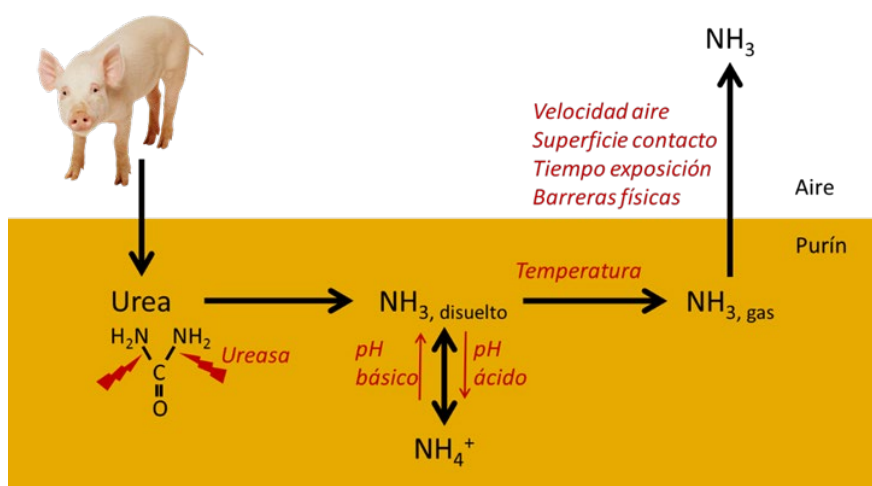 NH₃
Velocidad aire
Superficie contacto
Tiempo exposición
Barreras físicas
Aire
Purín
Temperatura
Urea
NH₃, disuelto
NH₃, gas
H₂N
NH₂
Ureasa
C
O
pH
básico
pH
ácido
NH₄⁺